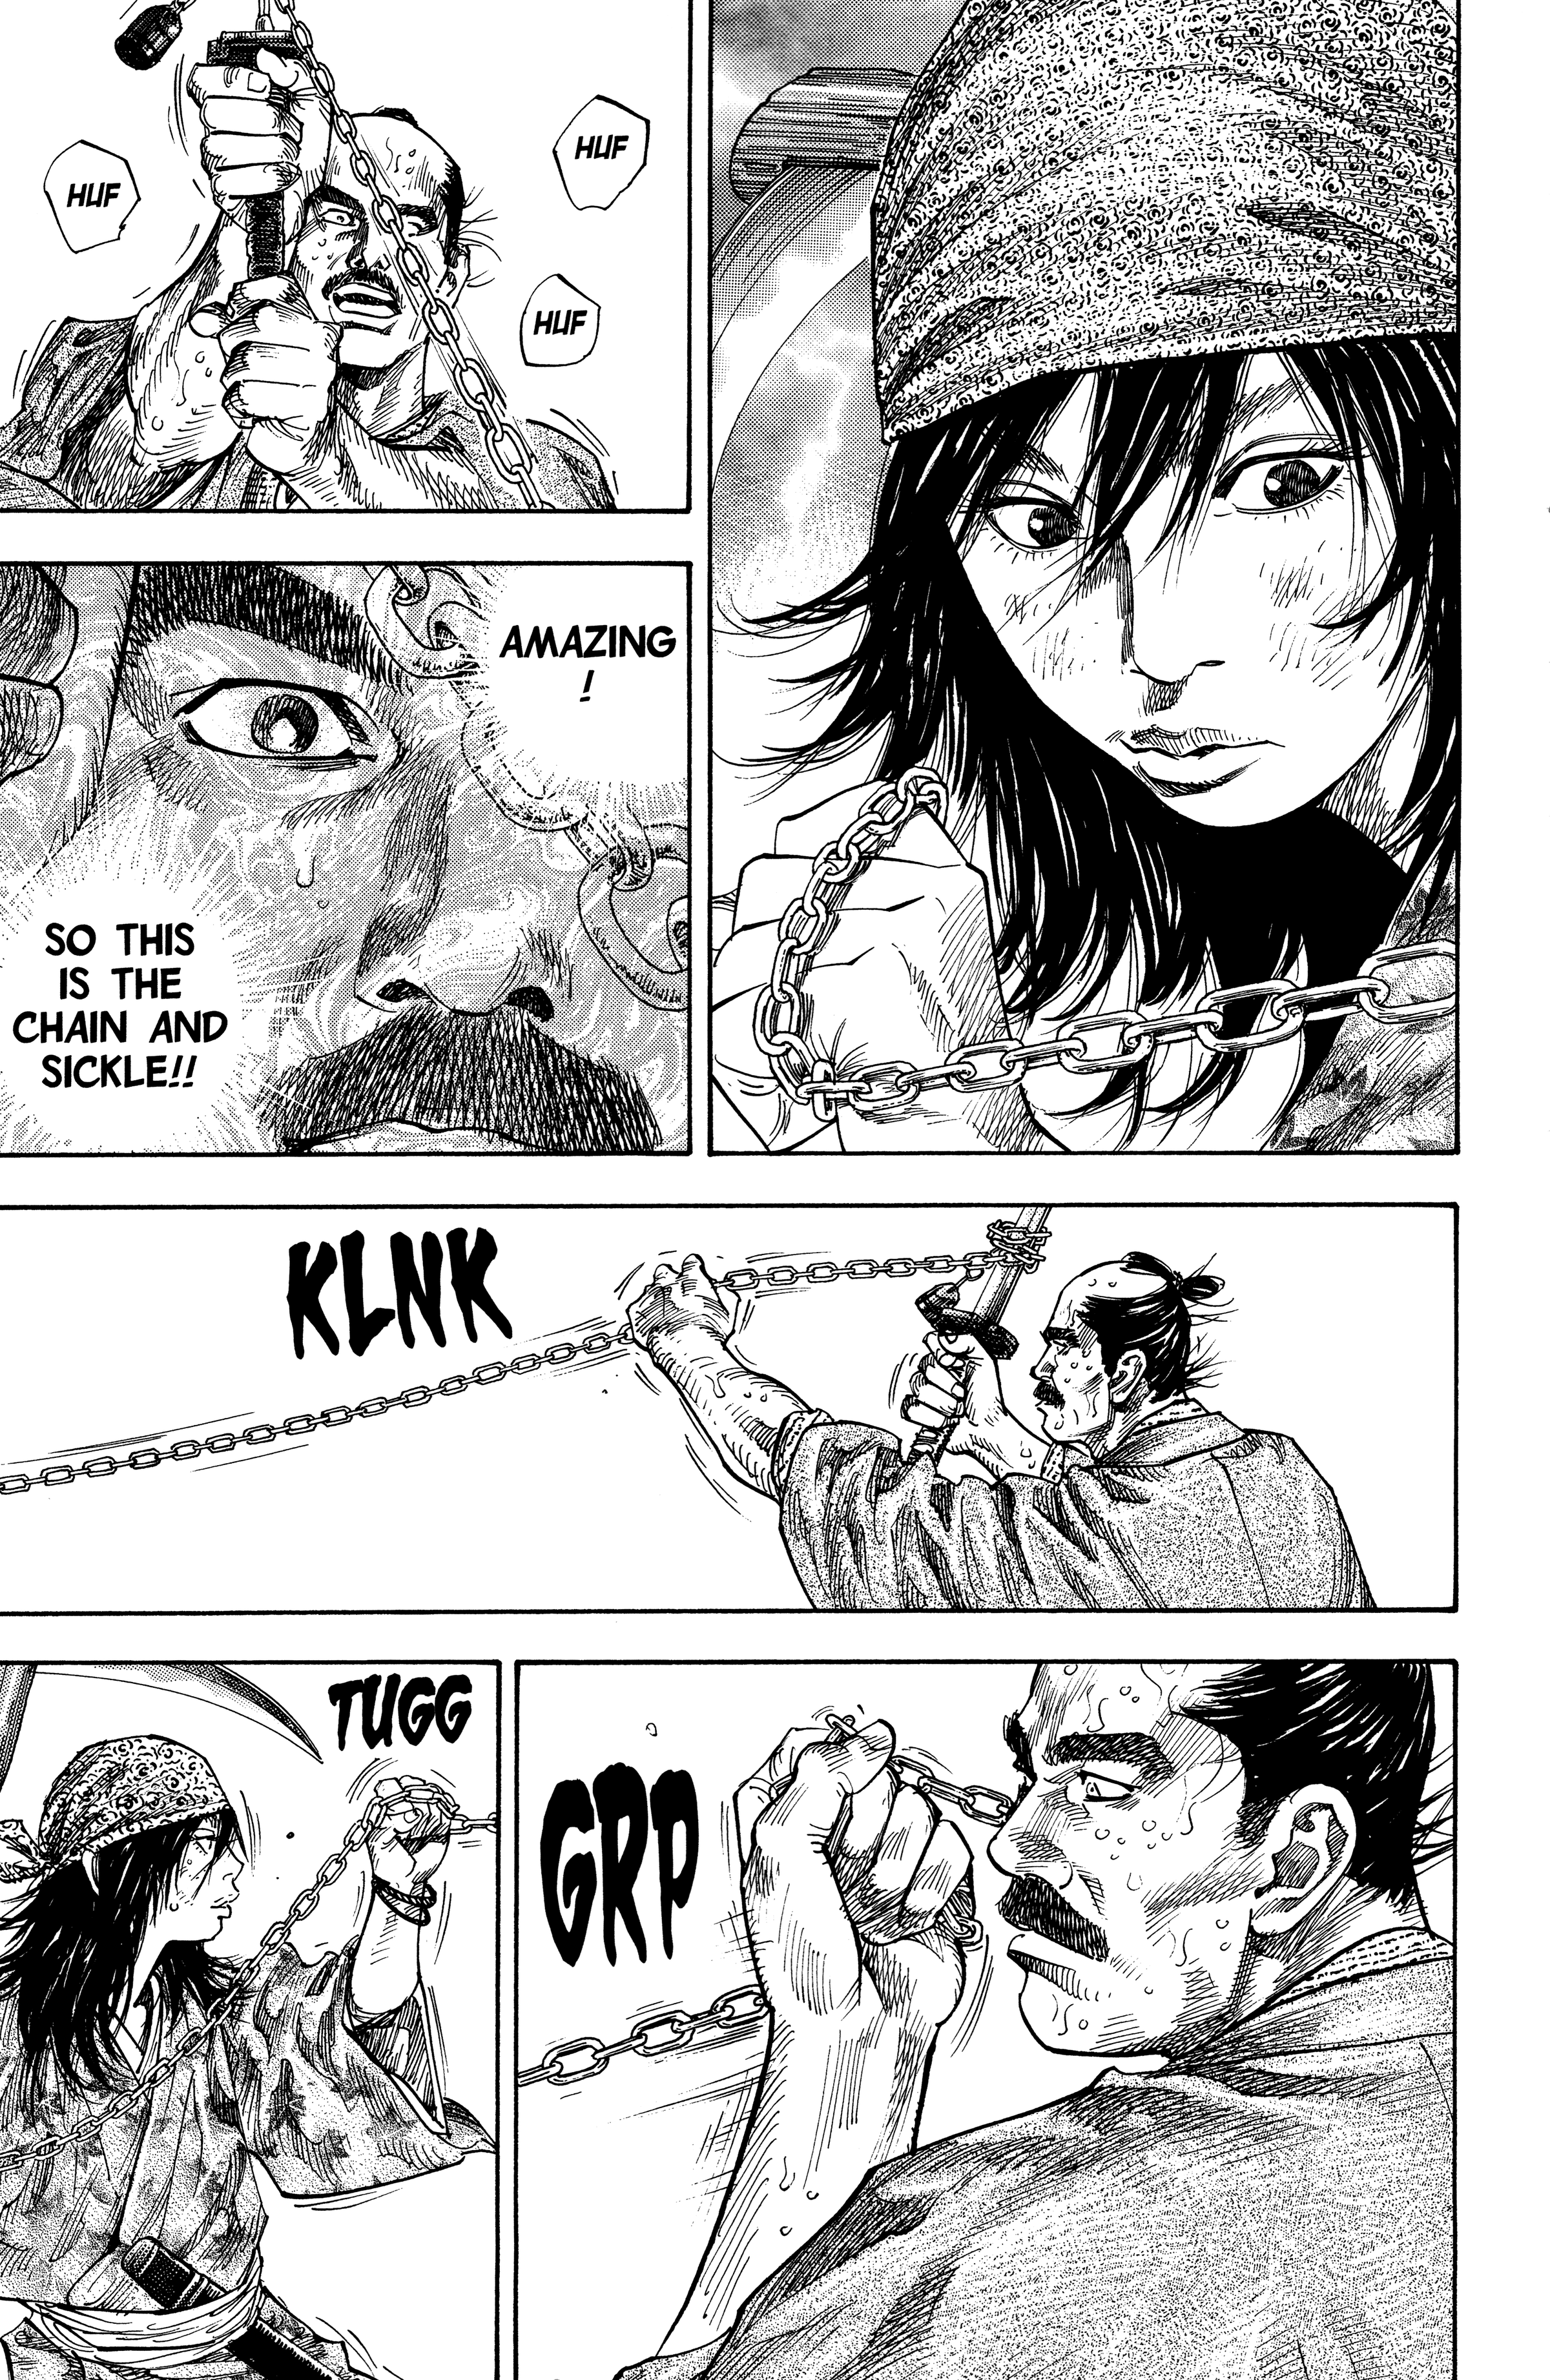 HUF
HUF
HUF
AMAZING
!
SO THIS
IS THE
CHAIN AND
SICKLE!!
KLNK
GRP
TUGG